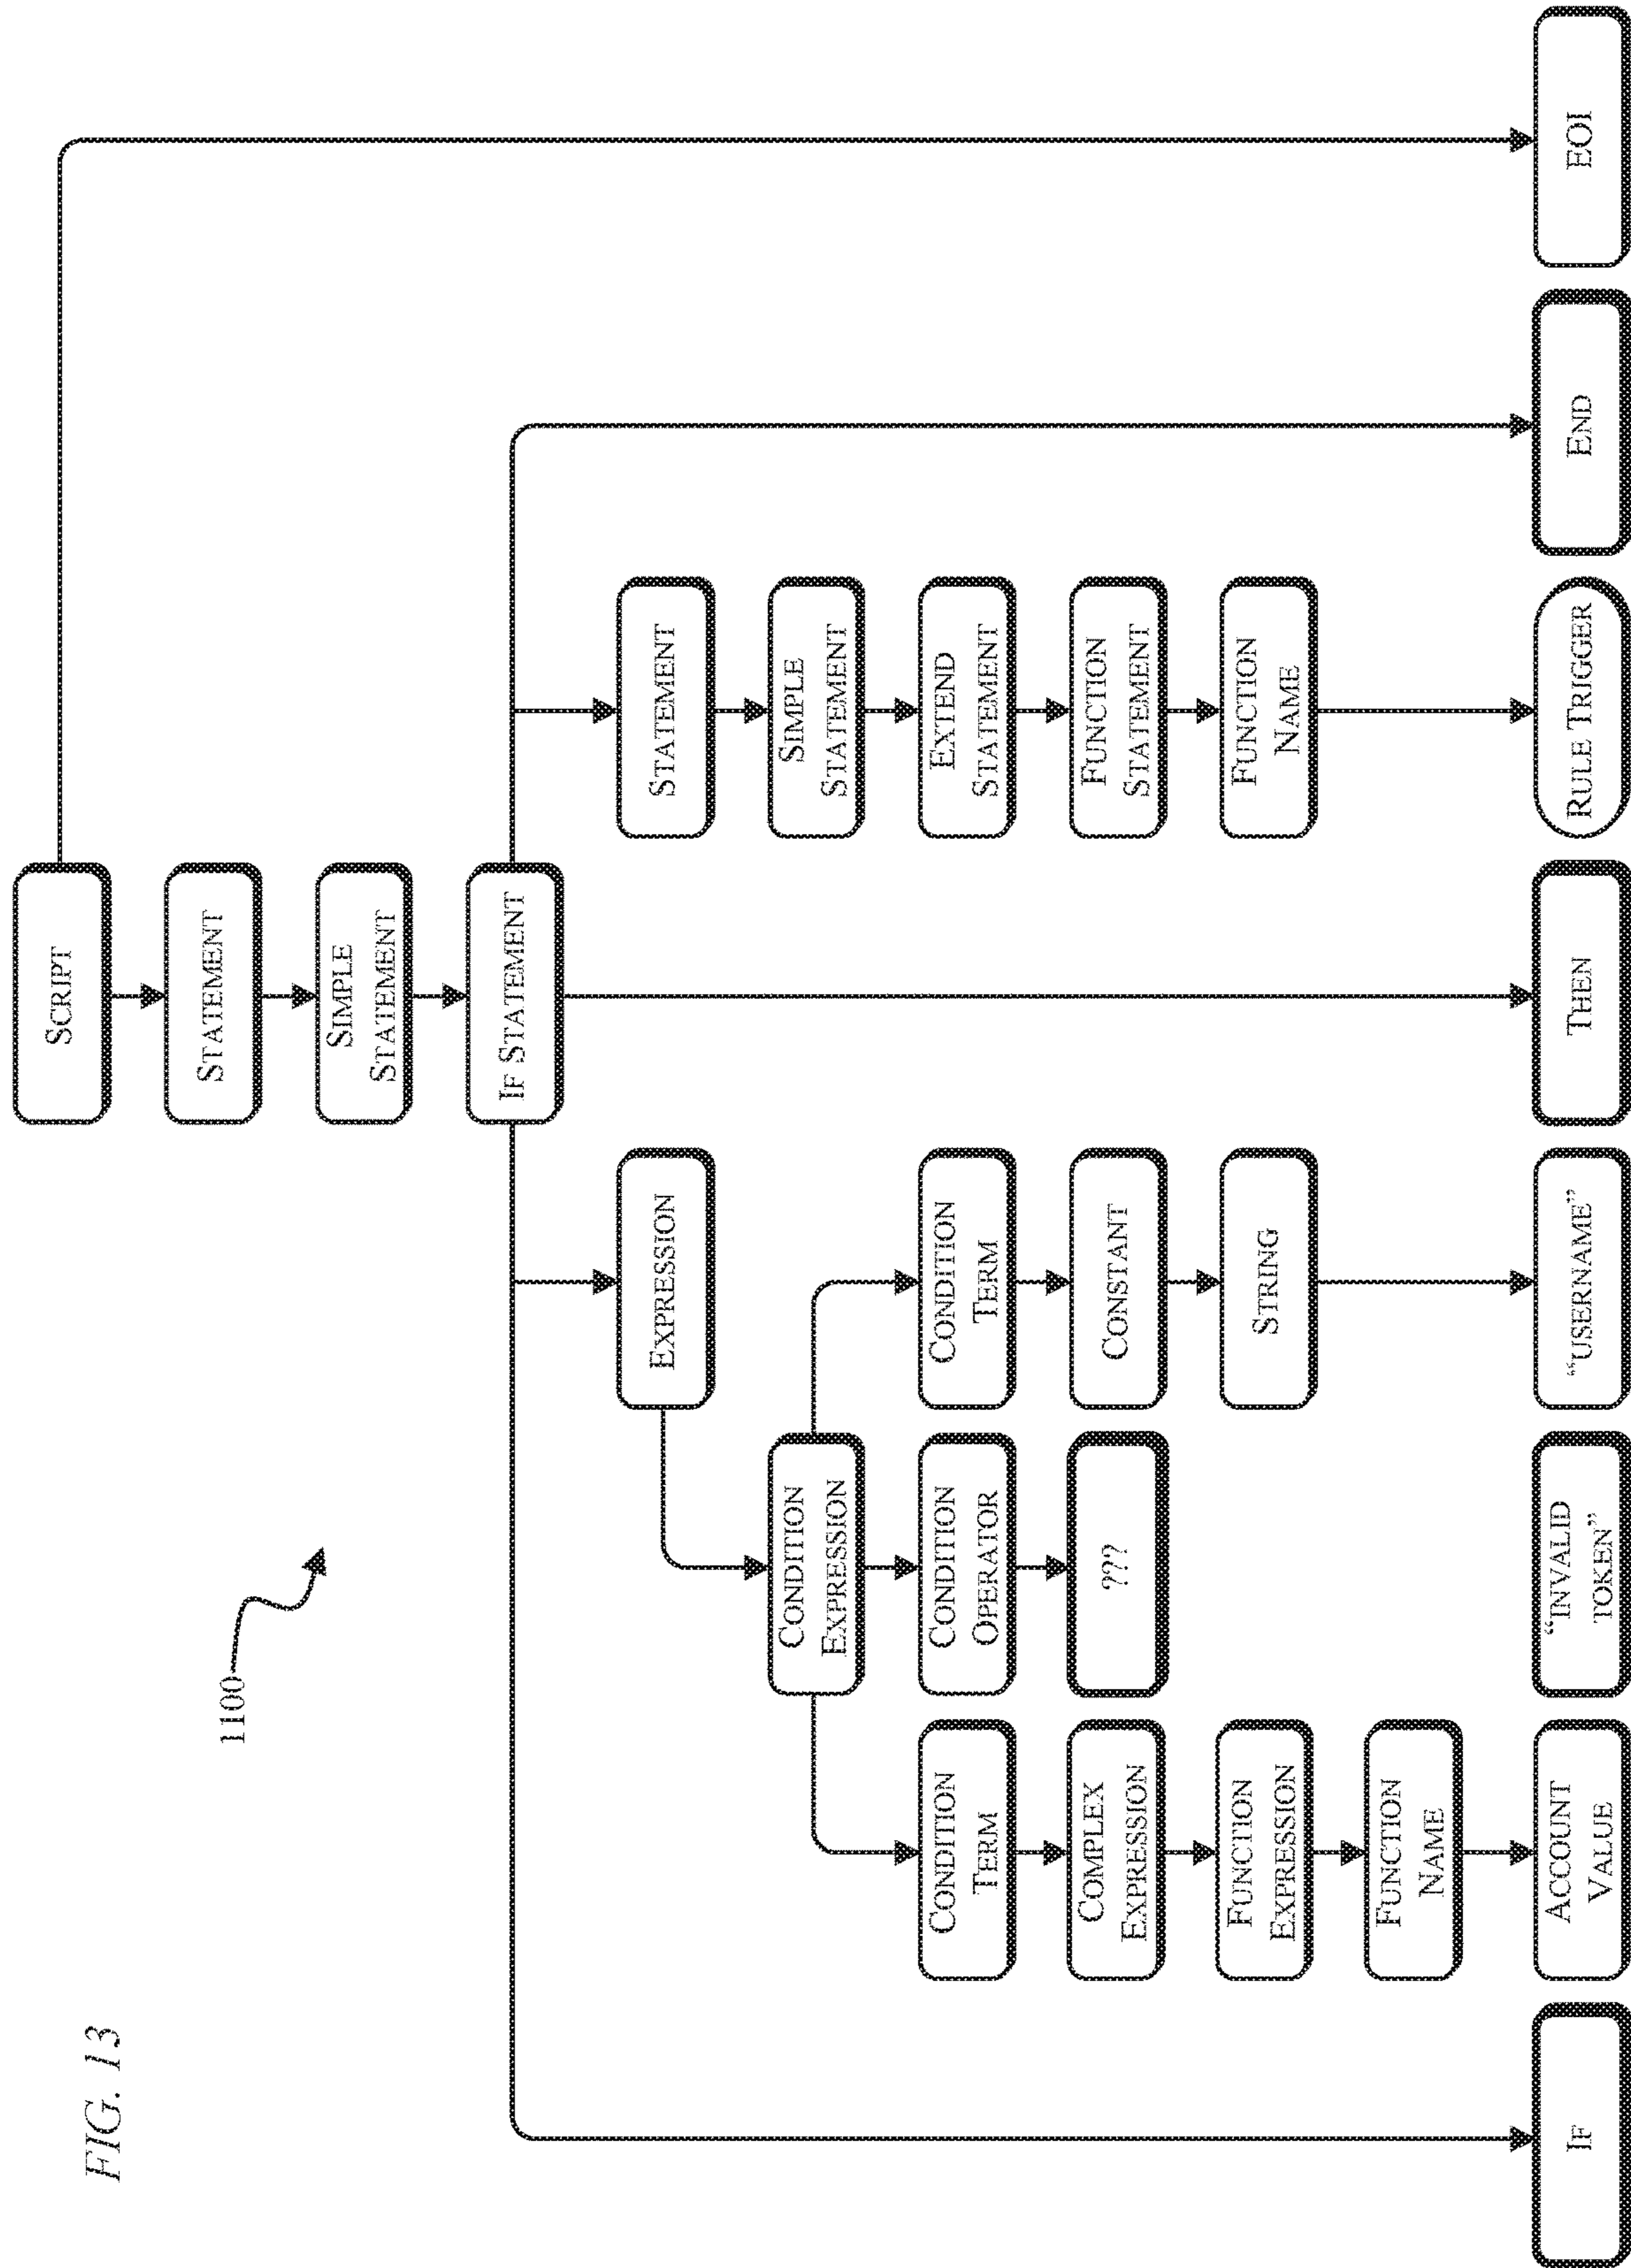 FIG. 13
1100
SCRIPT
STATEMENT
SIMPLE
STATEMENT
IF STATEMENT
EXPRESSION
STATEMENT
CONDITION
EXPRESSION
SIMPLE
STATEMENT
CONDITION
TERM
CONDITION
OPERATOR
CONDITION
TERM
EXTEND
STATEMENT
COMPLEX
EXPRESSION
???
CONSTANT
FUNCTION
STATEMENT
FUNCTION
EXPRESSION
STRING
FUNCTION
NAME
FUNCTION
NAME
IF
ACCOUNT
VALUE
“INVALID
TOKEN”
“USERNAME”
THEN
RULE TRIGGER
END
EOI